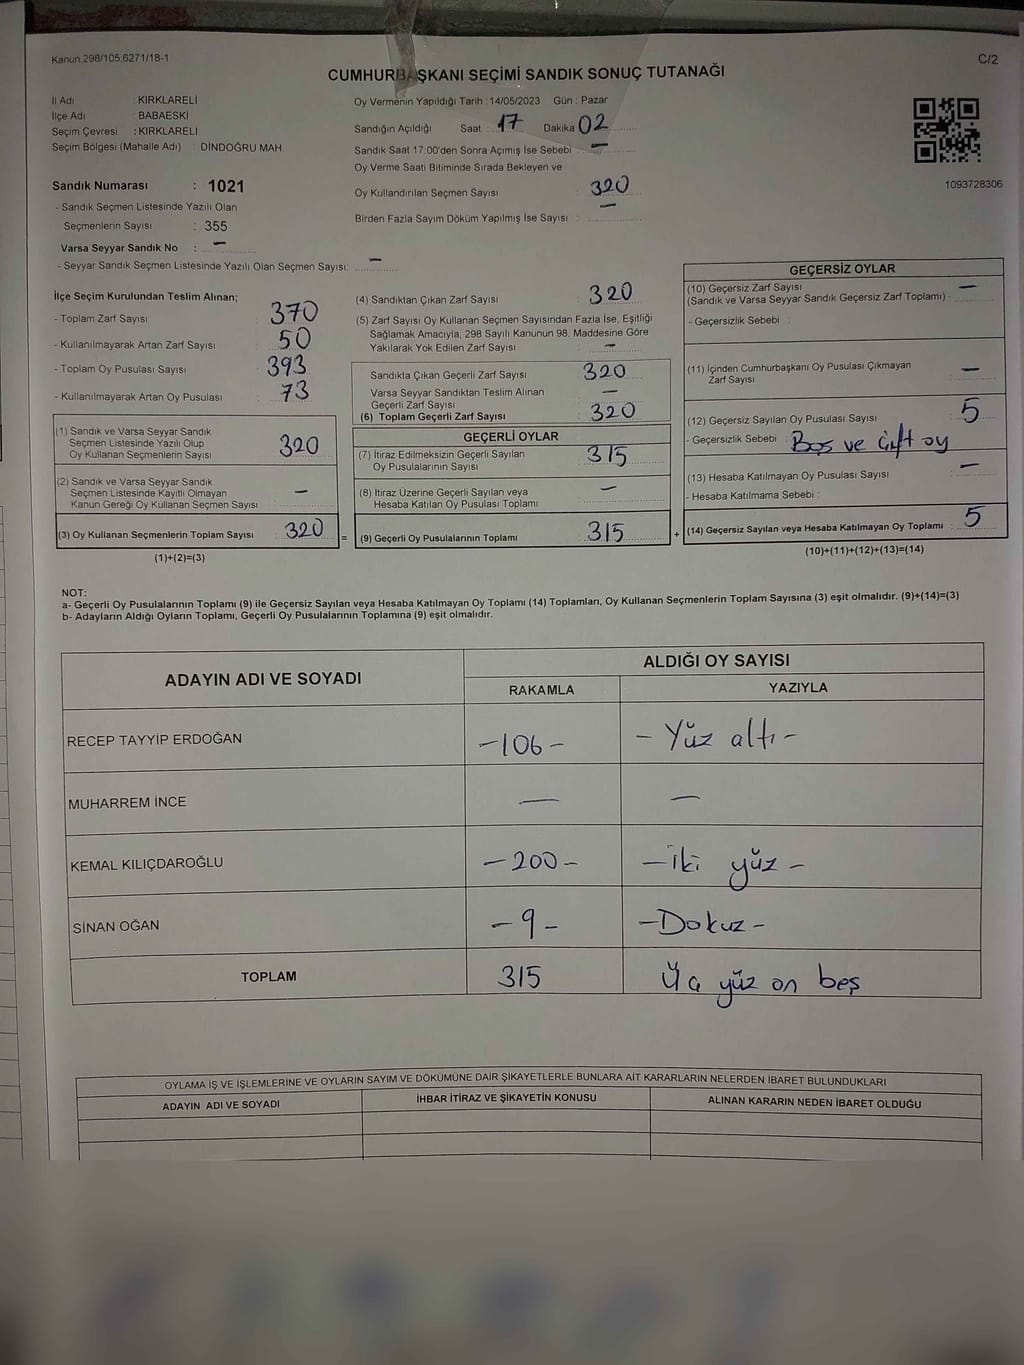 Kanun.298/105,6271/18-1
C/2
CUMHURBAŞKANI SEÇİMİ SANDIK SONUÇ TUTANAĞI
İl Adı : KIRKLARELİ
İlçe Adı : BABAESKİ
Seçim Çevresi : KIRKLARELİ
Seçim Bölgesi (Mahalle Adı) : DİNDOĞRU MAH.
Sandık Numarası : 1021
- Sandık Seçmen Listesinde Yazılı Olan
Seçmenlerin Sayısı : 355
Varsa Seyyar Sandık No : –
- Seyyar Sandık Seçmen Listesinde Yazılı Olan Seçmen Sayısı: –
Oy Vermenin Yapıldığı Tarih : 14/05/2023 Gün : Pazar
Sandığın Açıldığı Saat : 17 Dakika 02
Sandık Saat 17:00'den Sonra Açımış İse Sebebi : –
Oy Verme Saati Bitiminde Sırada Bekleyen ve
Oy Kullandırılan Seçmen Sayısı : 320
Birden Fazla Sayım Döküm Yapılmış İse Sayısı : –
1093728306
İlçe Seçim Kurulundan Teslim Alınan;
- Toplam Zarf Sayısı : 370
- Kullanılmayarak Artan Zarf Sayısı : 50
- Toplam Oy Pusulası Sayısı : 393
- Kullanılmayarak Artan Oy Pusulası : 73
(1) Sandık ve Varsa Seyyar Sandık
Seçmen Listesinde Yazılı Olup
Oy Kullanan Seçmenlerin Sayısı : 320
(2) Sandık ve Varsa Seyyar Sandık
Seçmen Listesinde Kayıtlı Olmayan
Kanun Gereği Oy Kullanan Seçmen Sayısı : –
(3) Oy Kullanan Seçmenlerin Toplam Sayısı : 320
(1)+(2)=(3)
=
(4) Sandıktan Çıkan Zarf Sayısı : 320
(5) Zarf Sayısı Oy Kullanan Seçmen Sayısından Fazla İse, Eşitliği
Sağlamak Amacıyla; 298 Sayılı Kanunun 98. Maddesine Göre
Yakılarak Yok Edilen Zarf Sayısı : –
Sandıkta Çıkan Geçerli Zarf Sayısı : 320
Varsa Seyyar Sandıktan Teslim Alınan
Geçerli Zarf Sayısı : –
(6) Toplam Geçerli Zarf Sayısı : 320
GEÇERLİ OYLAR
(7) İtiraz Edilmeksizin Geçerli Sayılan
Oy Pusulalarının Sayısı : 315
(8) İtiraz Üzerine Geçerli Sayılan veya
Hesaba Katılan Oy Pusulası Toplamı : –
(9) Geçerli Oy Pusulalarının Toplamı : 315
+
GEÇERSİZ OYLAR
(10) Geçersiz Zarf Sayısı
(Sandık ve Varsa Seyyar Sandık Geçersiz Zarf Toplamı) : –
- Geçersizlik Sebebi :
(11) İçinden Cumhurbaşkanı Oy Pusulası Çıkmayan
Zarf Sayısı : –
(12) Geçersiz Sayılan Oy Pusulası Sayısı : 5
- Geçersizlik Sebebi : Boş ve Çift oy
(13) Hesaba Katılmayan Oy Pusulası Sayısı : –
- Hesaba Katılmama Sebebi :
(14) Geçersiz Sayılan veya Hesaba Katılmayan Oy Toplamı : 5
(10)+(11)+(12)+(13)=(14)
NOT:
a- Geçerli Oy Pusulalarının Toplamı (9) ile Geçersiz Sayılan veya Hesaba Katılmayan Oy Toplamı (14) Toplamları, Oy Kullanan Seçmenlerin Toplam Sayısına (3) eşit olmalıdır. (9)+(14)=(3)
b- Adayların Aldığı Oyların Toplamı, Geçerli Oy Pusulalarının Toplamına (9) eşit olmalıdır.
ADAYIN ADI VE SOYADI
ALDIĞI OY SAYISI
RAKAMLA YAZIYLA
RECEP TAYYİP ERDOĞAN –106– – Yüz altı –
MUHARREM İNCE – –
KEMAL KILIÇDAROĞLU –200– – İki yüz –
SİNAN OĞAN –9– –Dokuz–
TOPLAM 315 Üç yüz on beş
OYLAMA İŞ VE İŞLEMLERİNE VE OYLARIN SAYIM VE DÖKÜMÜNE DAİR ŞİKAYETLERLE BUNLARA AİT KARARLARIN NELERDEN İBARET BULUNDUKLARI
ADAYIN ADI VE SOYADI İHBAR İTİRAZ VE ŞİKAYETİN KONUSU ALINAN KARARIN NEDEN İBARET OLDUĞU